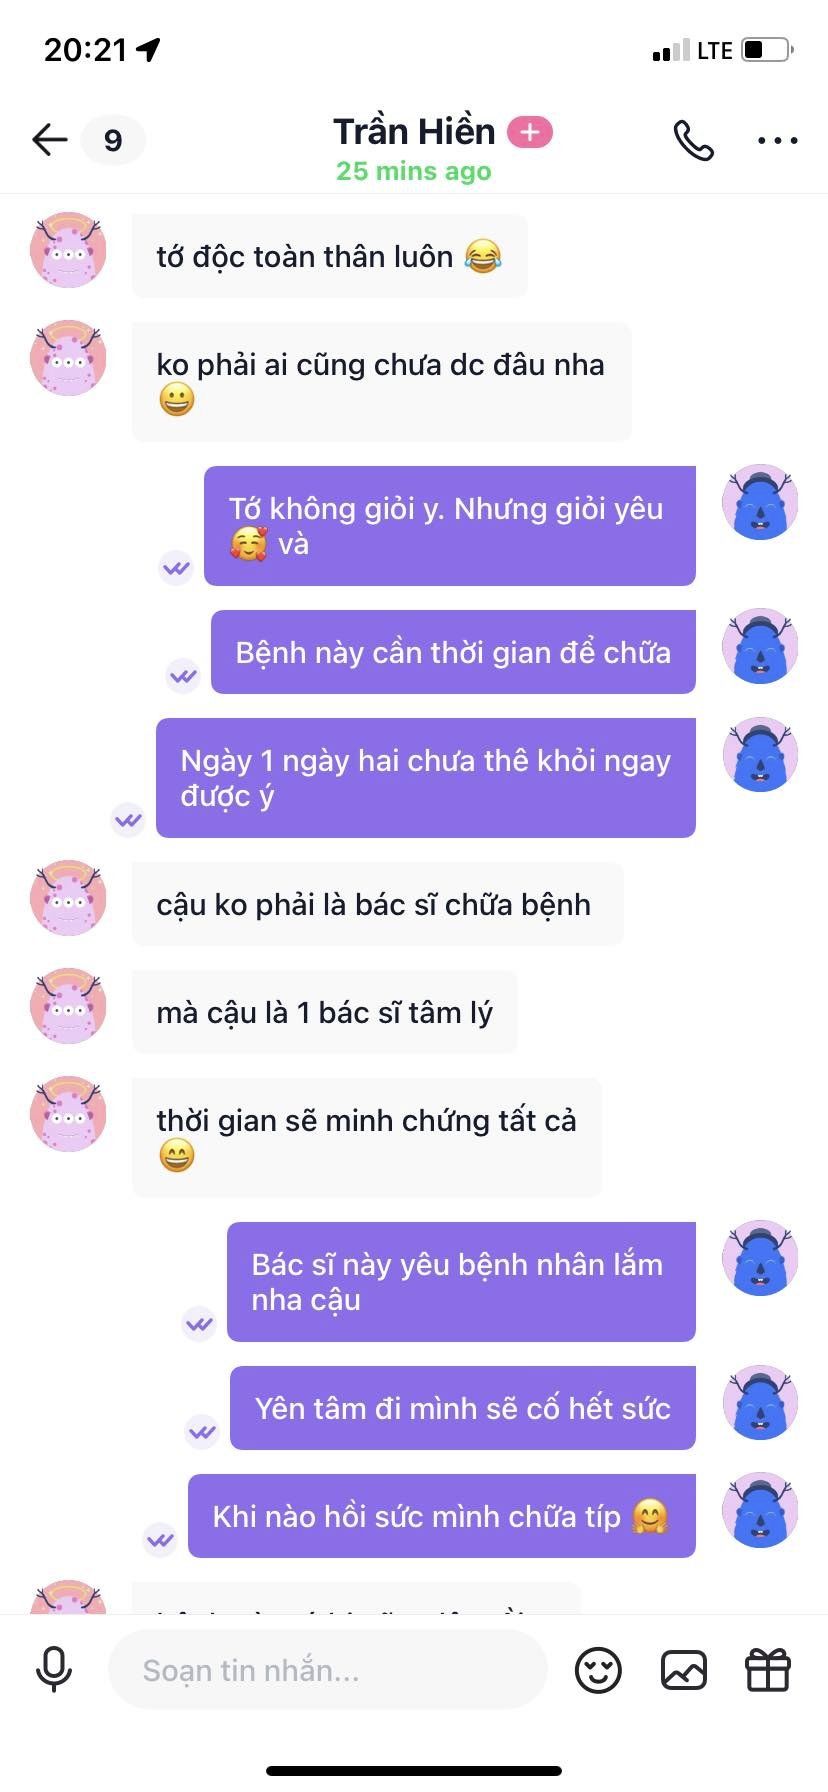 20:21
LTE
9
Trần Hiền
25 mins ago
tớ độc toàn thân luôn 😂
ko phải ai cũng chưa dc đâu nha
😀
Tớ không giỏi y. Nhưng giỏi yêu
🥰 và
Bệnh này cần thời gian để chữa
Ngày 1 ngày hai chưa thê khỏi ngay
được ý
cậu ko phải là bác sĩ chữa bệnh
mà cậu là 1 bác sĩ tâm lý
thời gian sẽ minh chứng tất cả
😄
Bác sĩ này yêu bệnh nhân lắm
nha cậu
Yên tâm đi mình sẽ cố hết sức
Khi nào hồi sức mình chữa típ 🤗
Soạn tin nhắn...